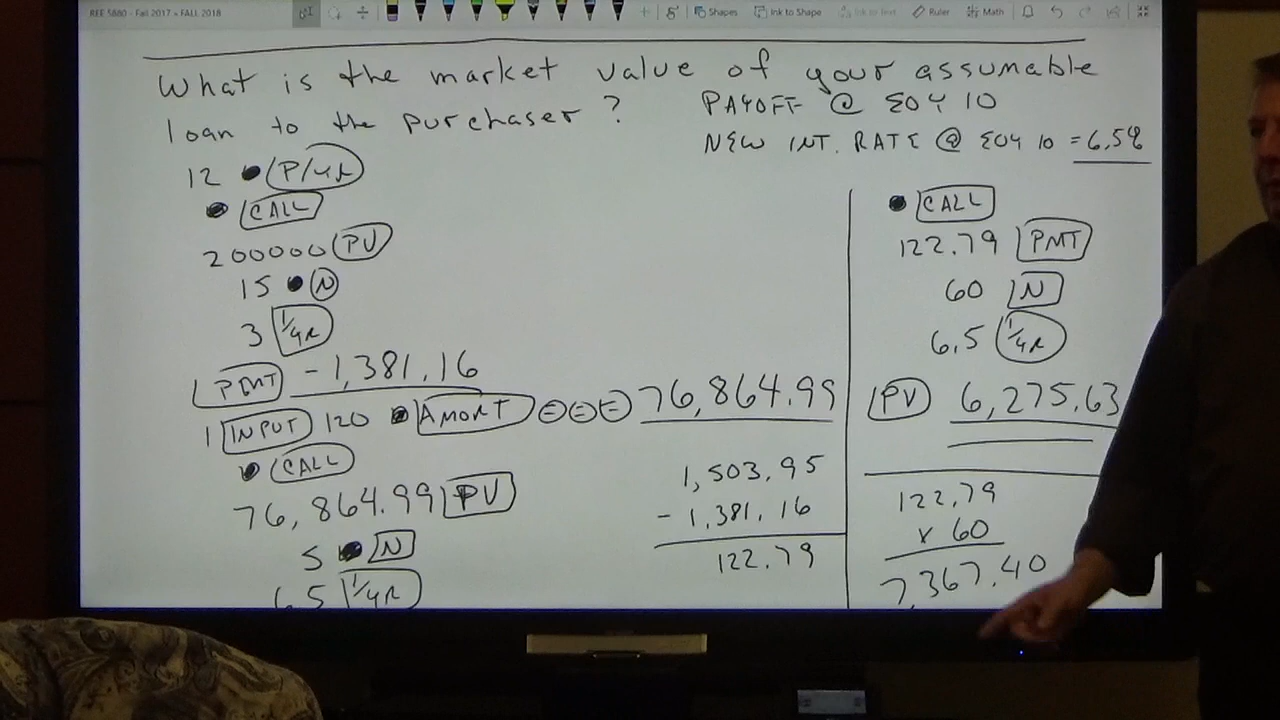 REE 5880 - Fall 2017 » FALL 2018
Shapes Ink to Shape Ink to Text Ruler Math
What is the market value of your assumable
loan to the purchaser?
PAYOFF @ EOY 10
NEW INT. RATE @ EOY 10 = 6.5%
12 P/YR
CALL
200000 PV
15 N
3 I/YR
PMT - 1,381.16
1 INPUT 120 AMORT = = = 76,864.99
CALL
76,864.99 PV
5 N
6.5 I/YR
1,503.95
- 1,381.16
122.79
CALL
122.79 PMT
60 N
6.5 I/YR
PV 6,275.63
122.79
x 60
7,367.40